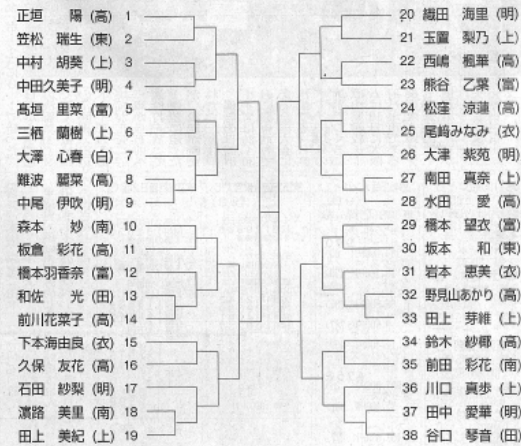 正垣 陽 (高) 1
笠松 瑞生 (東) 2
中村 胡葵 (上) 3
中田久美子 (明) 4
髙垣 里菜 (富) 5
三栖 蘭樹 (上) 6
大澤 心春 (白) 7
難波 麗菜 (高) 8
中尾 伊吹 (明) 9
森本 妙 (南) 10
板倉 彩花 (高) 11
橋本羽香奈 (富) 12
和佐 光 (田) 13
前川花菜子 (高) 14
下本海由良 (衣) 15
久保 友花 (高) 16
石田 紗梨 (明) 17
濵路 美里 (南) 18
田上 美紀 (上) 19
20 織田 海里 (明)
21 玉置 梨乃 (上)
22 西嶋 楓華 (高)
23 熊谷 乙葉 (富)
24 松窪 涼蓮 (高)
25 尾﨑みなみ (衣)
26 大津 紫苑 (明)
27 南田 真奈 (上)
28 水田 愛 (高)
29 橋本 望衣 (富)
30 坂本 和 (東)
31 岩本 恵美 (衣)
32 野見山あかり (高)
33 田上 芽維 (上)
34 鈴木 紗椰 (高)
35 前田 彩花 (南)
36 川口 真歩 (上)
37 田中 愛華 (明)
38 谷口 琴音 (田)